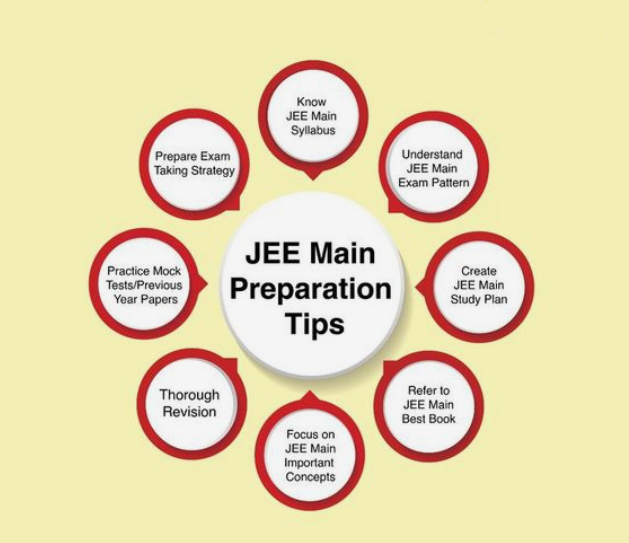 Know
JEE Main
Syllabus
Understand
JEE Main
Exam Pattern
Create
JEE Main
Study Plan
Refer to
JEE Main
Best Book
Focus on
JEE Main
Important
Concepts
Thorough
Revision
Practice Mock
Tests/Previous
Year Papers
Prepare Exam
Taking Strategy
JEE Main
Preparation
Tips